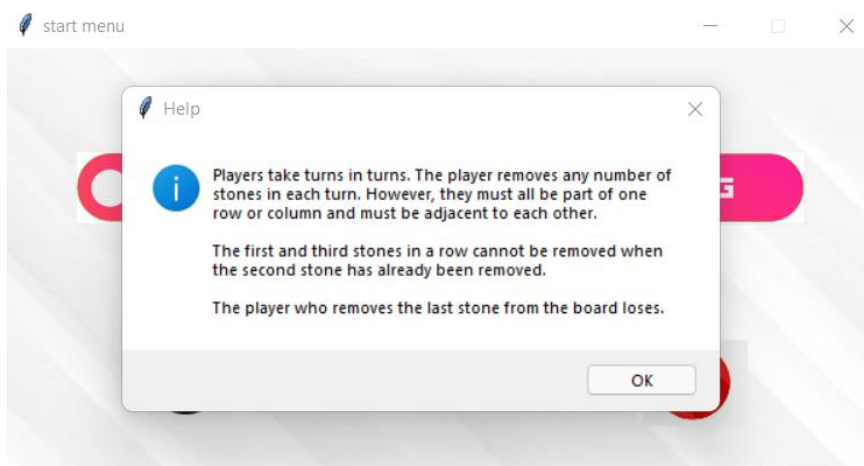 start menu
Help
Players take turns in turns. The player removes any number of
stones in each turn. However, they must all be part of one
row or column and must be adjacent to each other.
The first and third stones in a row cannot be removed when
the second stone has already been removed.
The player who removes the last stone from the board loses.
OK